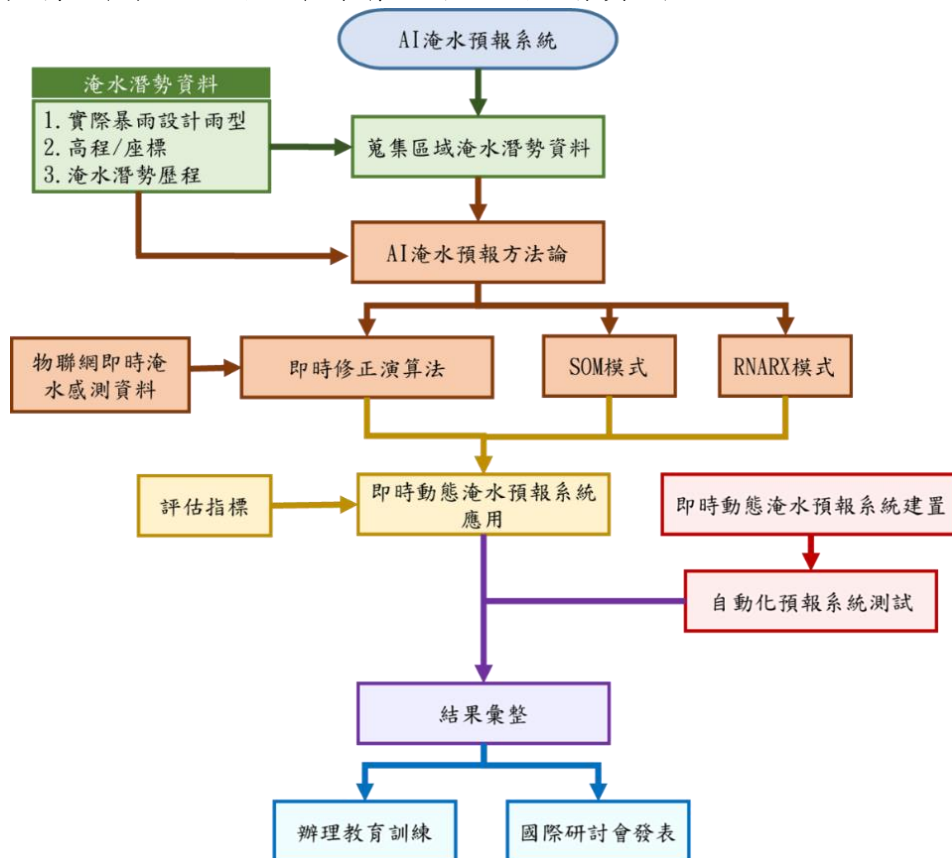 AI淹水預報系統
淹水潛勢資料
1.實際暴雨設計雨型
2.高程/座標
3.淹水潛勢歷程
蒐集區域淹水潛勢資料
AI淹水預報方法論
物聯網即時淹
水感測資料
即時修正演算法
SOM模式
RNARX模式
評估指標
即時動態淹水預報系統
應用
即時動態淹水預報系統建置
自動化預報系統測試
結果彙整
辦理教育訓練
國際研討會發表